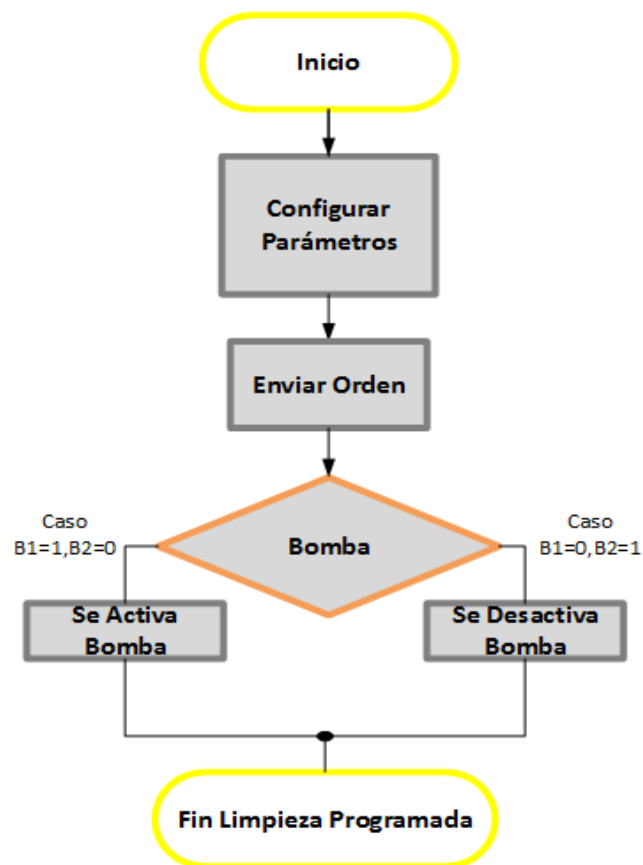 Inicio
Configurar
Parámetros
Enviar Orden
Bomba
Caso
B1=1,B2=0
Caso
B1=0,B2=1
Se Activa
Bomba
Se Desactiva
Bomba
Fin Limpieza Programada